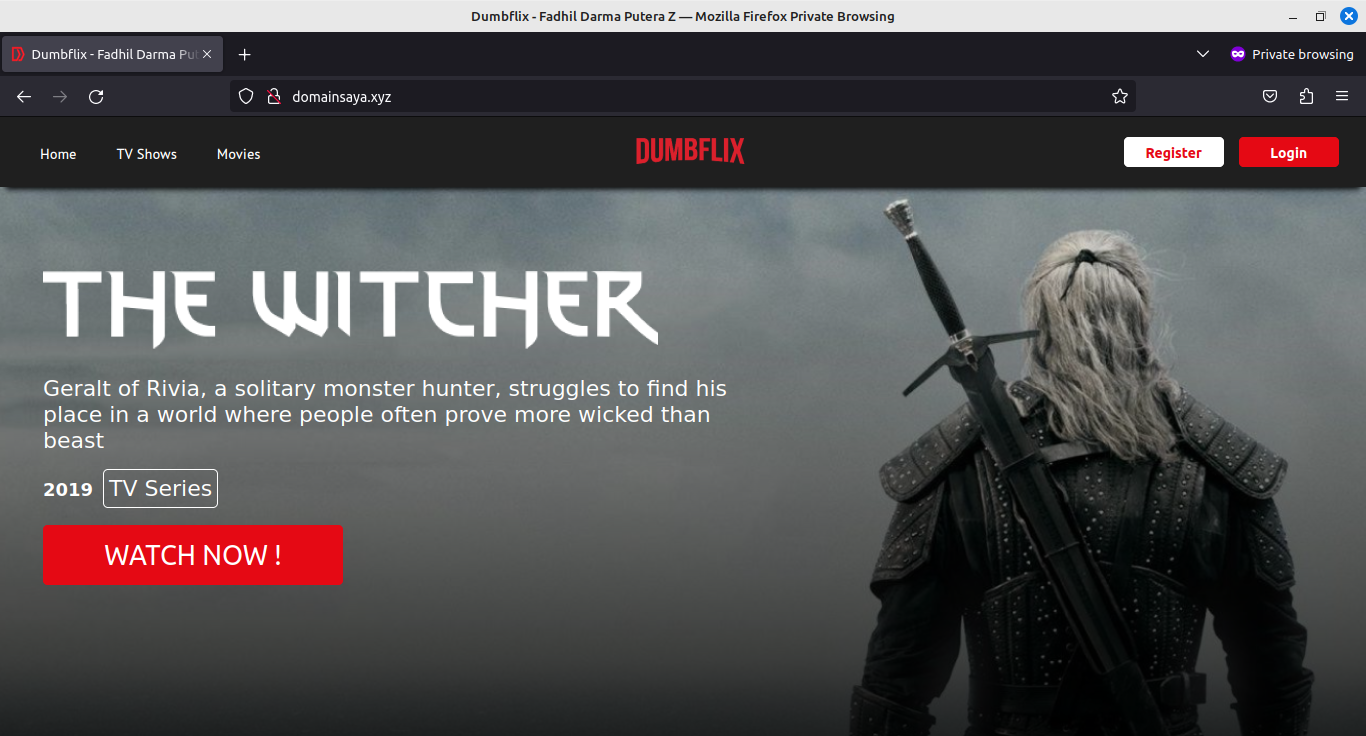 Dumbflix - Fadhil Darma Putera Z — Mozilla Firefox Private Browsing
Dumbflix - Fadhil Darma Put
Private browsing
domainsaya.xyz
Home TV Shows Movies DUMBFLIX Register Login
THE WITCHER
Geralt of Rivia, a solitary monster hunter, struggles to find his
place in a world where people often prove more wicked than
beast
2019 TV Series
WATCH NOW !